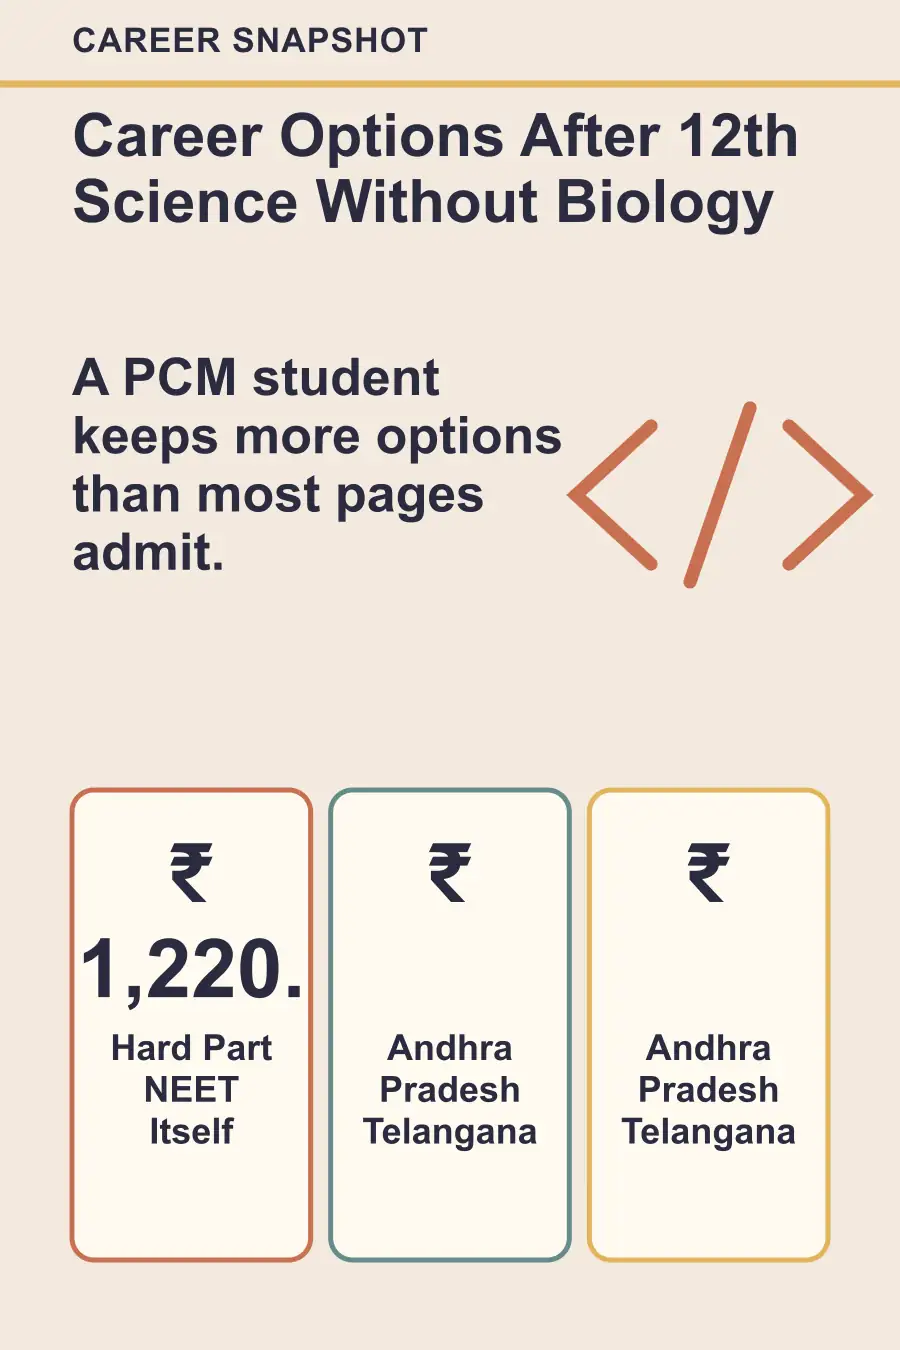 CAREER SNAPSHOT
Career Options After 12th
Science Without Biology
A PCM student
keeps more options
than most pages
admit.
</>
₹
1,220.
Hard Part
NEET
Itself
₹
Andhra
Pradesh
Telangana
₹
Andhra
Pradesh
Telangana